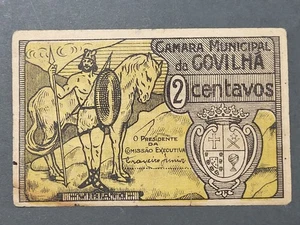 CAMARA MUNICIPAL
da COVILHÃ
2 centavos
O PRESIDENTE
DA
COMISSÃO EXECUTIVA